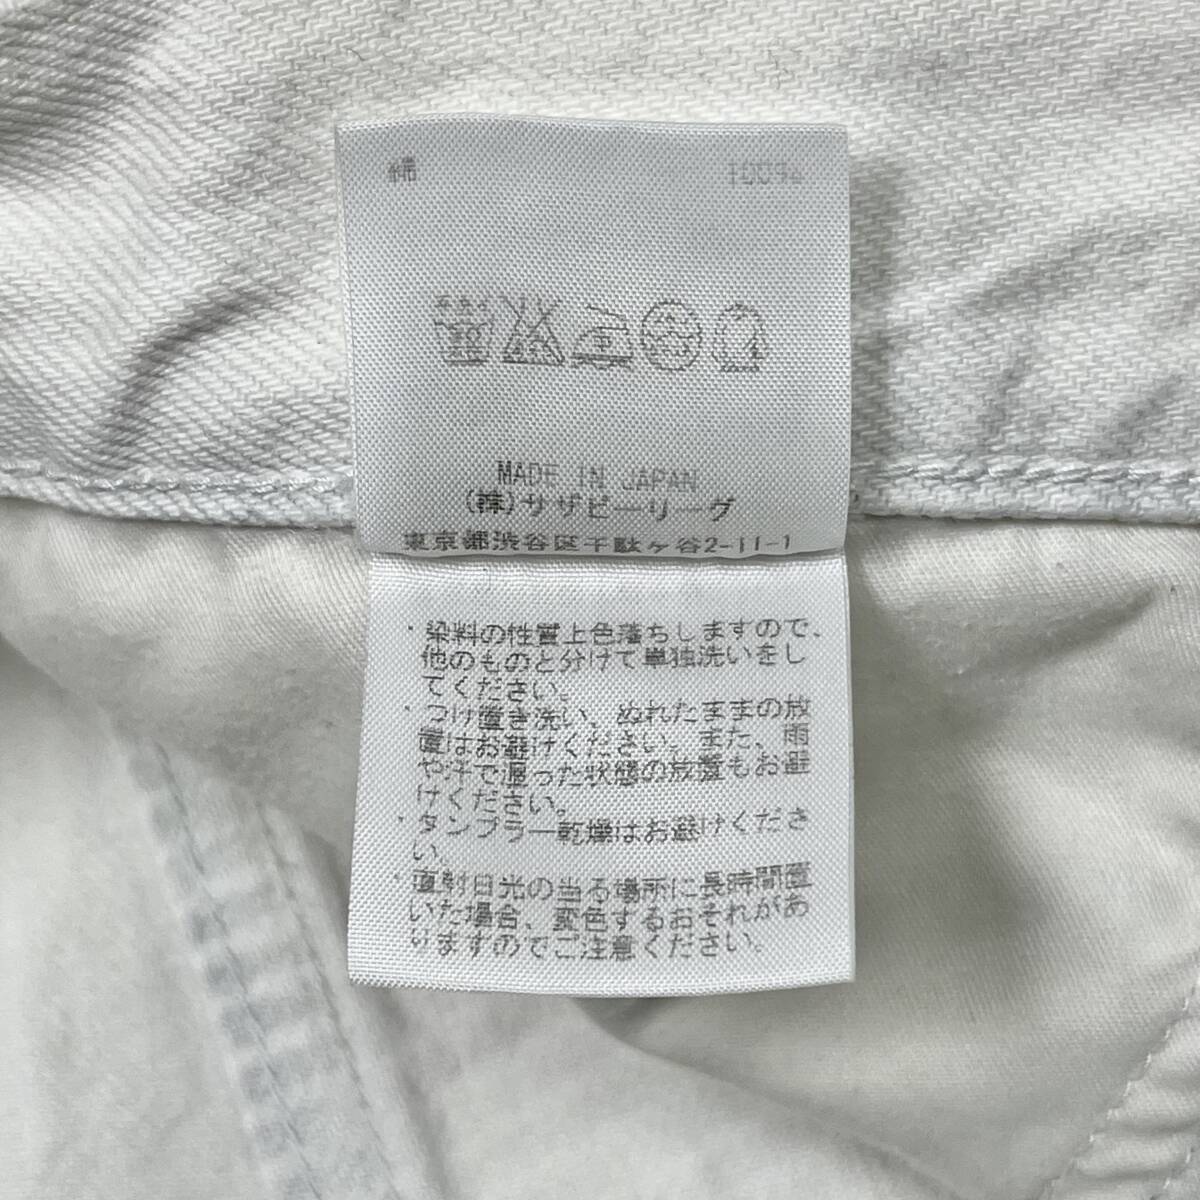 綿 100%
MADE IN JAPAN
(株)サザビーリーグ
東京都渋谷区千駄ヶ谷2-11-1
・染料の性質上色落ちしますので、
他のものと分けて単独洗いをし
てください。
・つけ置き洗い、ぬれたままの放
置はお避けください。また、雨
や汗で湿った状態の放置もお避
けください。
・タンブラー乾燥はお避けくださ
い。
・直射日光の当る場所に長時間置
いた場合、変色するおそれがあ
りますのでご注意ください。